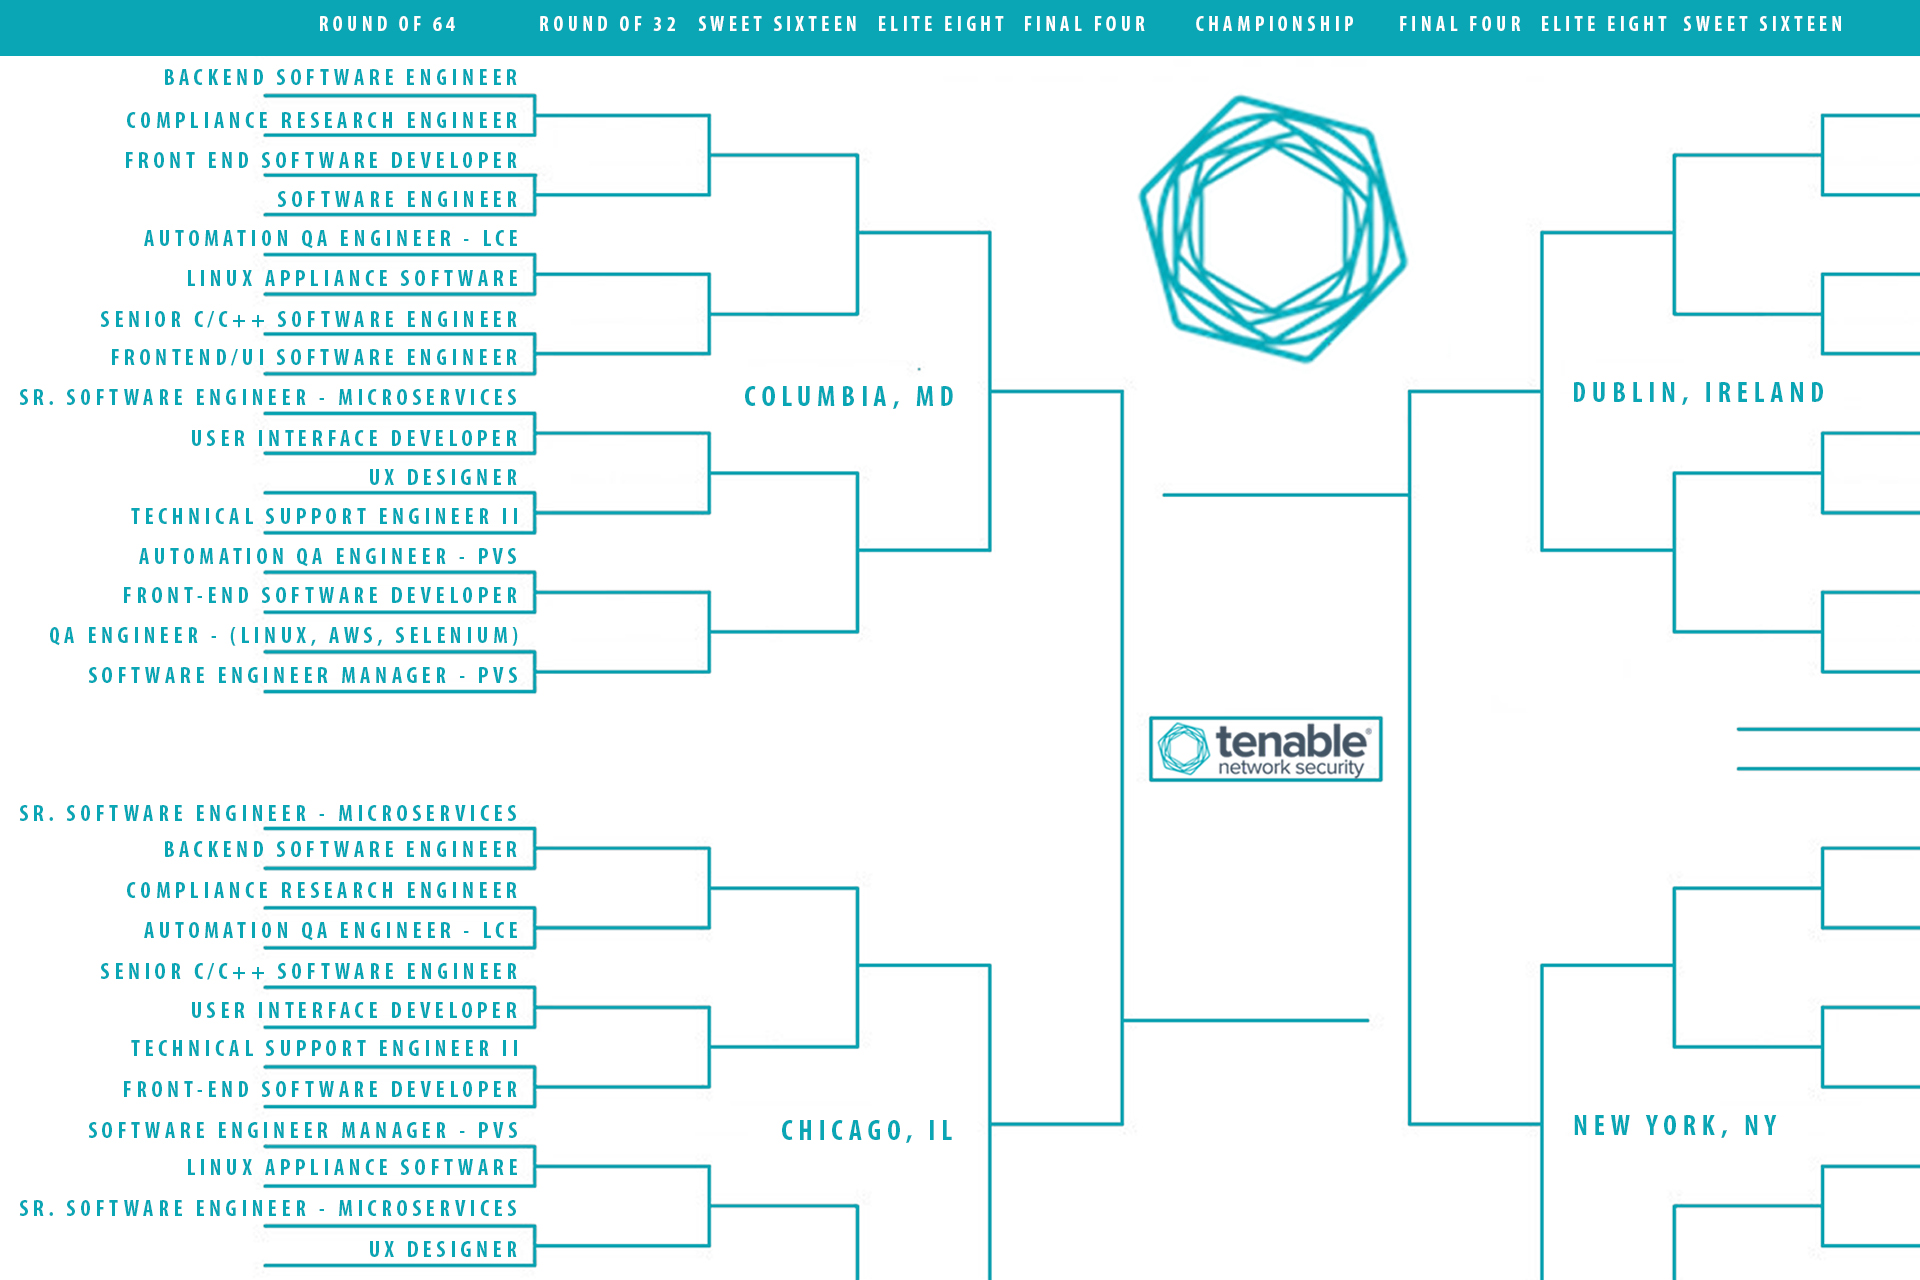 ROUND OF 64 ROUND OF 32 SWEET SIXTEEN ELITE EIGHT FINAL FOUR CHAMPIONSHIP FINAL FOUR ELITE EIGHT SWEET SIXTEEN
BACKEND SOFTWARE ENGINEER
COMPLIANCE RESEARCH ENGINEER
FRONT END SOFTWARE DEVELOPER
SOFTWARE ENGINEER
AUTOMATION QA ENGINEER - LCE
LINUX APPLIANCE SOFTWARE
SENIOR C/C++ SOFTWARE ENGINEER
FRONTEND/UI SOFTWARE ENGINEER
SR. SOFTWARE ENGINEER - MICROSERVICES
USER INTERFACE DEVELOPER
UX DESIGNER
TECHNICAL SUPPORT ENGINEER II
AUTOMATION QA ENGINEER - PVS
FRONT-END SOFTWARE DEVELOPER
QA ENGINEER - (LINUX, AWS, SELENIUM)
SOFTWARE ENGINEER MANAGER - PVS
COLUMBIA, MD
DUBLIN, IRELAND
tenable®
network security
SR. SOFTWARE ENGINEER - MICROSERVICES
BACKEND SOFTWARE ENGINEER
COMPLIANCE RESEARCH ENGINEER
AUTOMATION QA ENGINEER - LCE
SENIOR C/C++ SOFTWARE ENGINEER
USER INTERFACE DEVELOPER
TECHNICAL SUPPORT ENGINEER II
FRONT-END SOFTWARE DEVELOPER
SOFTWARE ENGINEER MANAGER - PVS
LINUX APPLIANCE SOFTWARE
SR. SOFTWARE ENGINEER - MICROSERVICES
UX DESIGNER
CHICAGO, IL
NEW YORK, NY